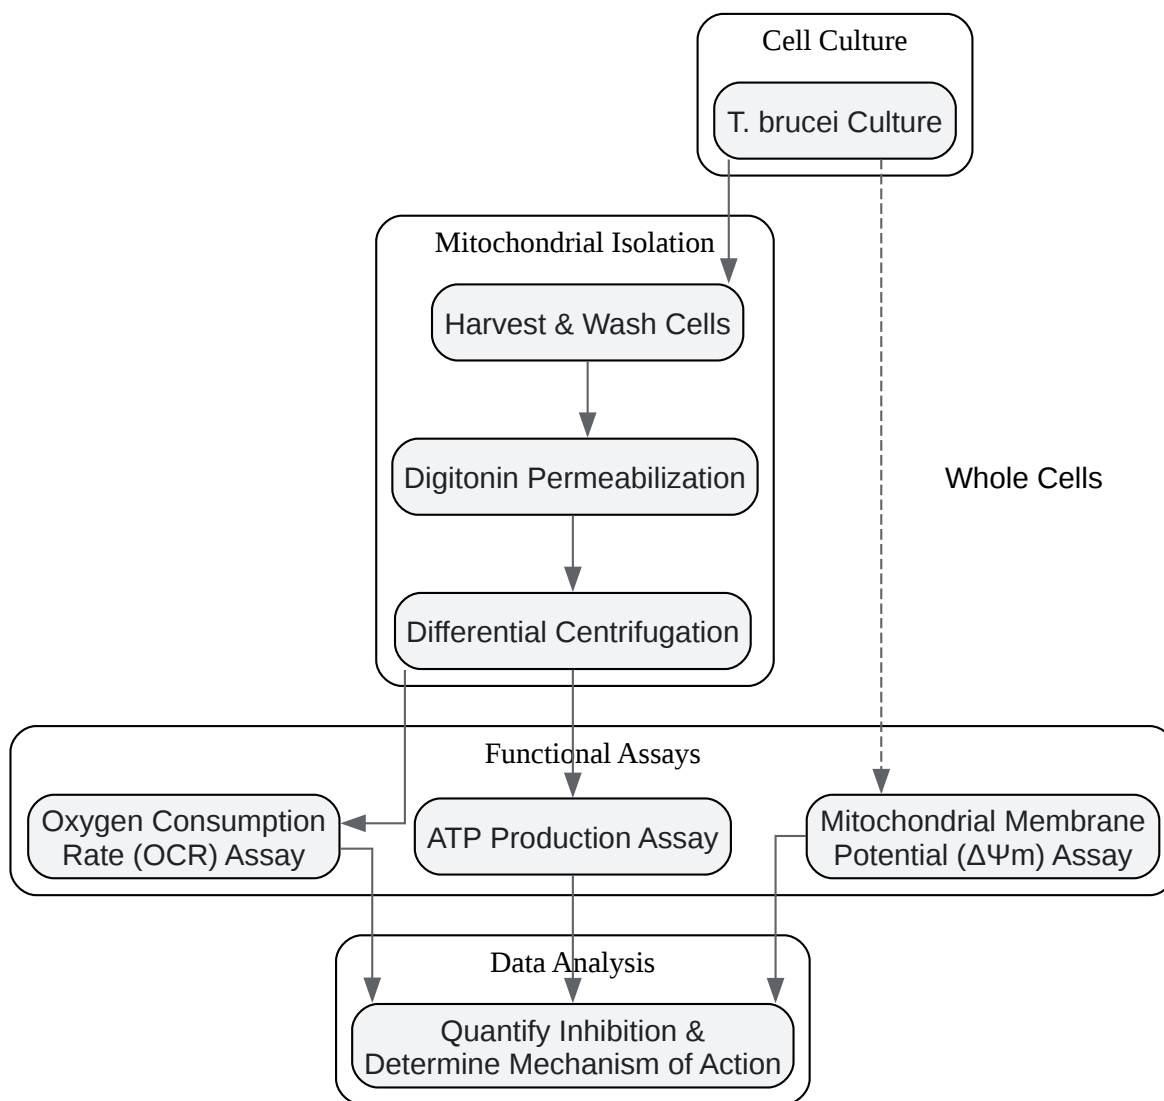 Cell Culture
T. brucei Culture
Mitochondrial Isolation
Harvest & Wash Cells
Digitonin Permeabilization
Whole Cells
Differential Centrifugation
Functional Assays
Oxygen Consumption
Rate (OCR) Assay
ATP Production Assay
Mitochondrial Membrane
Potential (ΔΨm) Assay
Data Analysis
Quantify Inhibition &
Determine Mechanism of Action